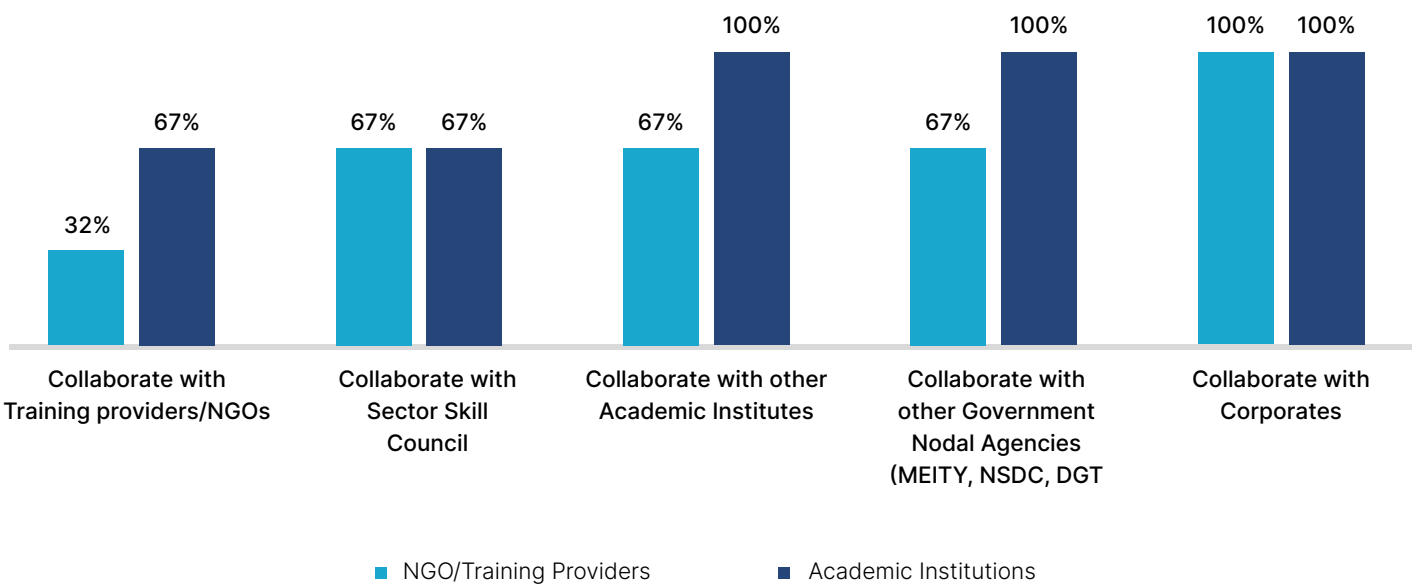 100%
100%
100%
100%
67%
67%
67%
67%
67%
32%
Collaborate with
Training providers/NGOs
Collaborate with
Sector Skill
Council
Collaborate with other
Academic Institutes
Collaborate with
other Government
Nodal Agencies
(MEITY, NSDC, DGT
Collaborate with
Corporates
NGO/Training Providers
Academic Institutions